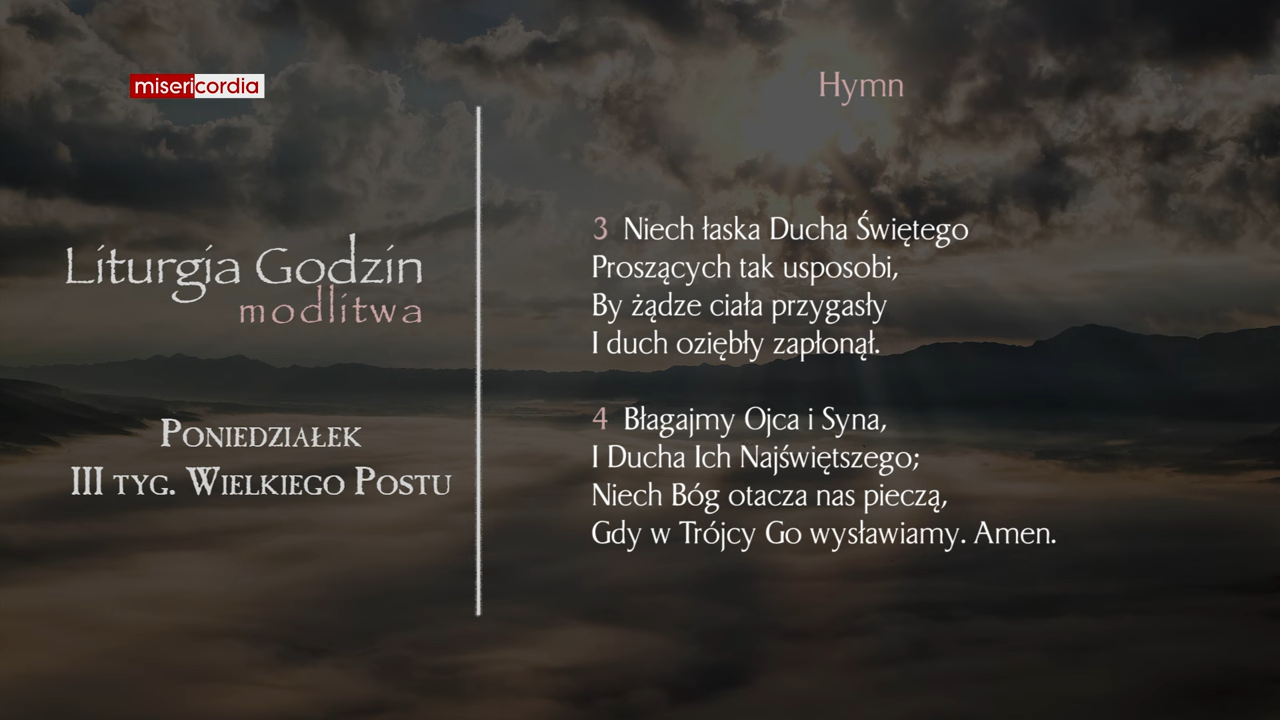 misericordia
Liturgia Godzin
modlitwa
Poniedziałek
III tyg. Wielkiego Postu
Hymn
3 Niech łaska Ducha Świętego
Proszących tak usposobi,
By żądze ciała przygasły
I duch oziębły zapłonął.
4 Błagajmy Ojca i Syna,
I Ducha Ich Najświętszego;
Niech Bóg otacza nas pieczą,
Gdy w Trójcy Go wysławiamy. Amen.